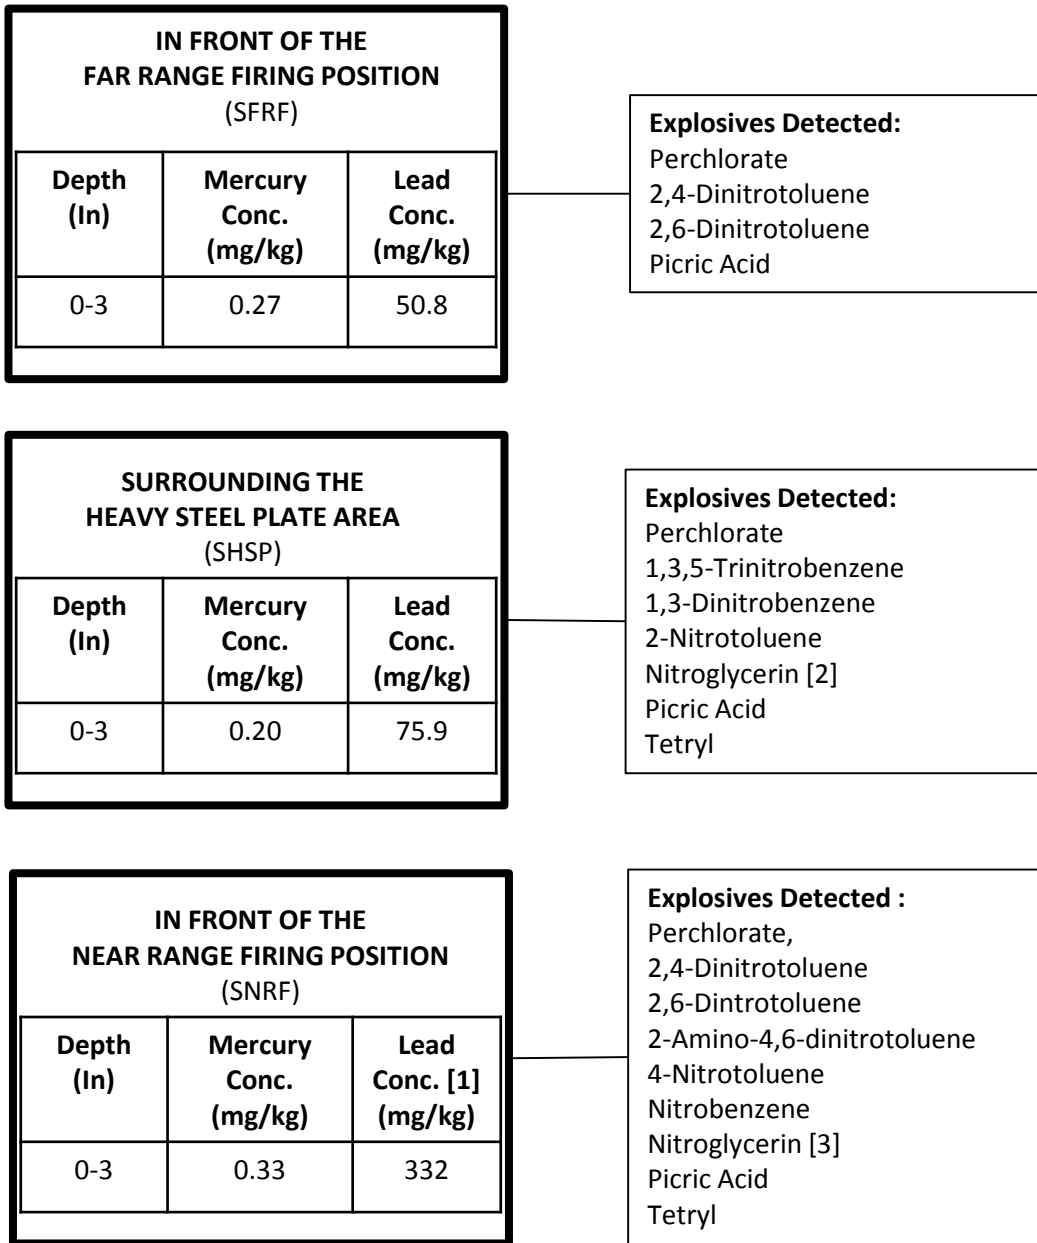 IN FRONT OF THE
FAR RANGE FIRING POSITION
(SFRF)
Depth (In) Mercury Conc. (mg/kg) Lead Conc. (mg/kg)
0-3 0.27 50.8
Explosives Detected:
Perchlorate
2,4-Dinitrotoluene
2,6-Dinitrotoluene
Picric Acid
SURROUNDING THE
HEAVY STEEL PLATE AREA
(SHSP)
Depth (In) Mercury Conc. (mg/kg) Lead Conc. (mg/kg)
0-3 0.20 75.9
Explosives Detected:
Perchlorate
1,3,5-Trinitrobenzene
1,3-Dinitrobenzene
2-Nitrotoluene
Nitroglycerin [2]
Picric Acid
Tetryl
IN FRONT OF THE
NEAR RANGE FIRING POSITION
(SNRF)
Depth (In) Mercury Conc. (mg/kg) Lead Conc. [1] (mg/kg)
0-3 0.33 332
Explosives Detected :
Perchlorate,
2,4-Dinitrotoluene
2,6-Dintrotoluene
2-Amino-4,6-dinitrotoluene
4-Nitrotoluene
Nitrobenzene
Nitroglycerin [3]
Picric Acid
Tetryl